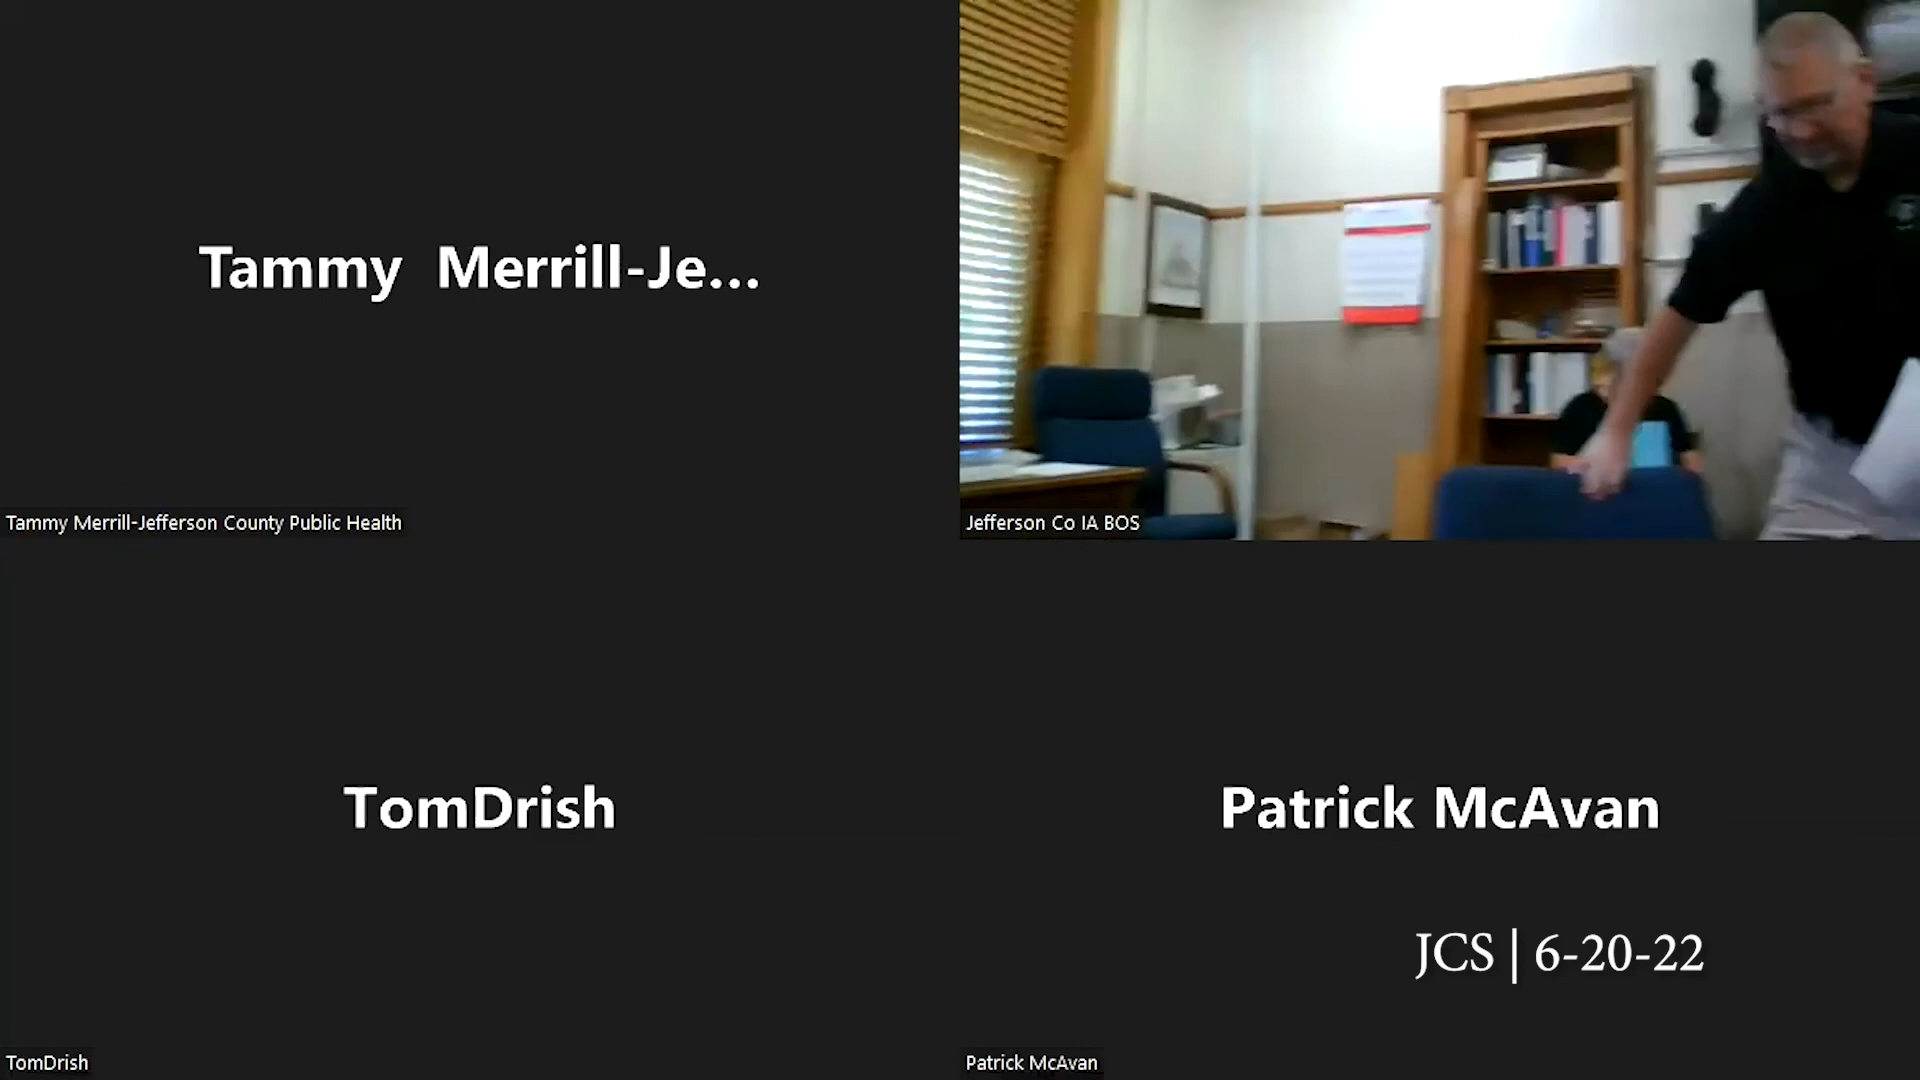 Tammy Merrill-Je...
Tammy Merrill-Jefferson County Public Health
Jefferson Co IA BOS
TomDrish
TomDrish
Patrick McAvan
JCS | 6-20-22
Patrick McAvan